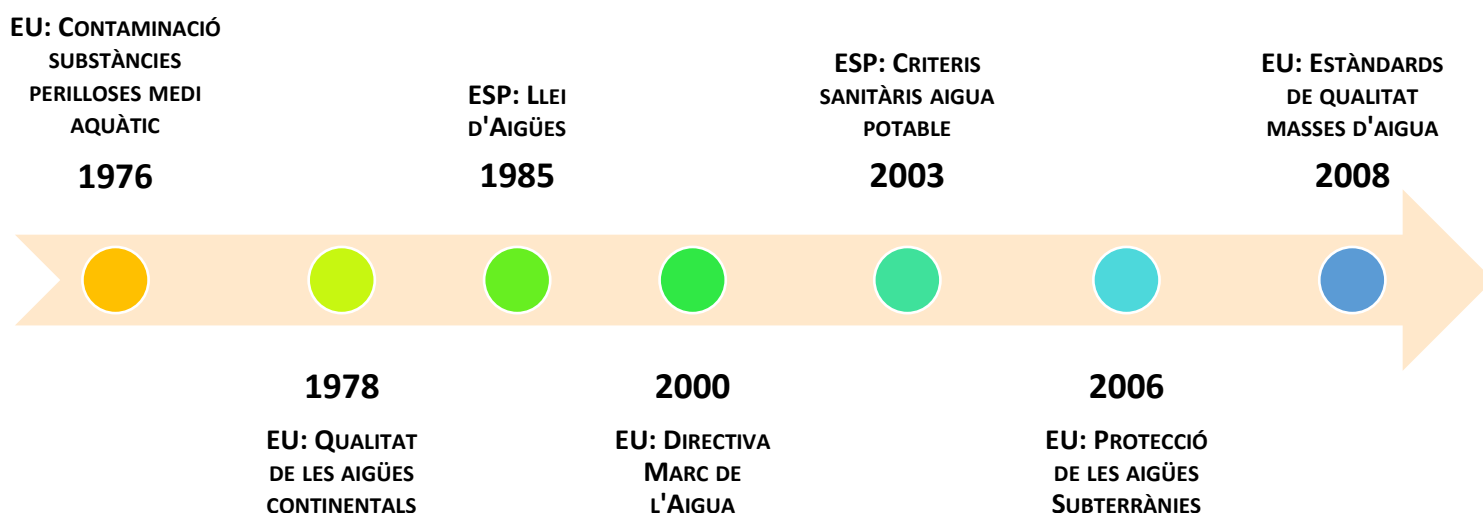 EU: CONTAMINACIÓ
SUBSTÀNCIES
PERILLOSES MEDI
AQUÀTIC
1976
1978
EU: QUALITAT
DE LES AIGÜES
CONTINENTALS
ESP: LLEI
D'AIGÜES
1985
2000
EU: DIRECTIVA
MARC DE
L'AIGUA
ESP: CRITERIS
SANITÀRIS AIGUA
POTABLE
2003
2006
EU: PROTECCIÓ
DE LES AIGÜES
SUBTERRÀNIES
EU: ESTÀNDARDS
DE QUALITAT
MASSES D'AIGUA
2008